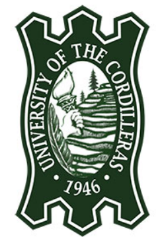 UNIVERSITY OF THE CORDILLERAS
· 1946 ·